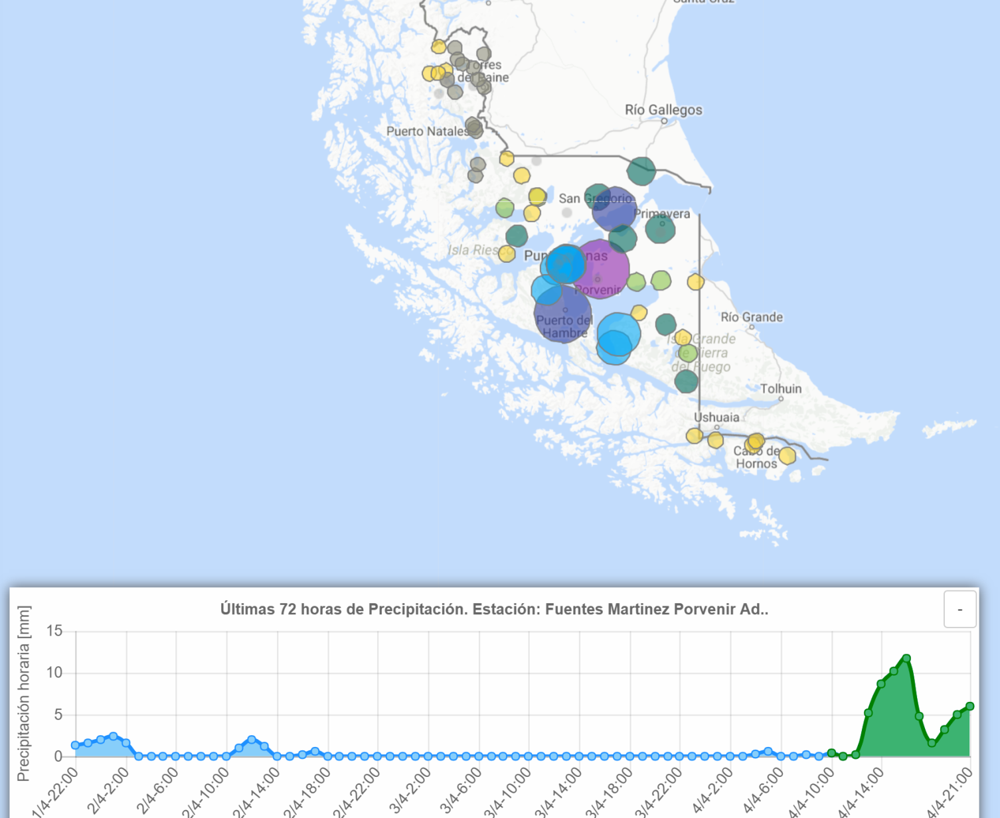 Santa Cruz
Torres
del Paine
Río Gallegos
Puerto Natales
San Gregorio
Primavera
Isla Riesco
Punta Arenas
Porvenir
Puerto del
Hambre
Río Grande
Isla Grande
de Tierra
del Fuego
Tolhuin
Ushuaia
Cabo de
Hornos
Últimas 72 horas de Precipitación. Estación: Fuentes Martinez Porvenir Ad..
-
Precipitación horaria [mm]
15
10
5
0
1/4-22:00
2/4-2:00
2/4-6:00
2/4-10:00
2/4-14:00
2/4-18:00
2/4-22:00
3/4-2:00
3/4-6:00
3/4-10:00
3/4-14:00
3/4-18:00
3/4-22:00
4/4-2:00
4/4-6:00
4/4-10:00
4/4-14:00
4/4-21:00